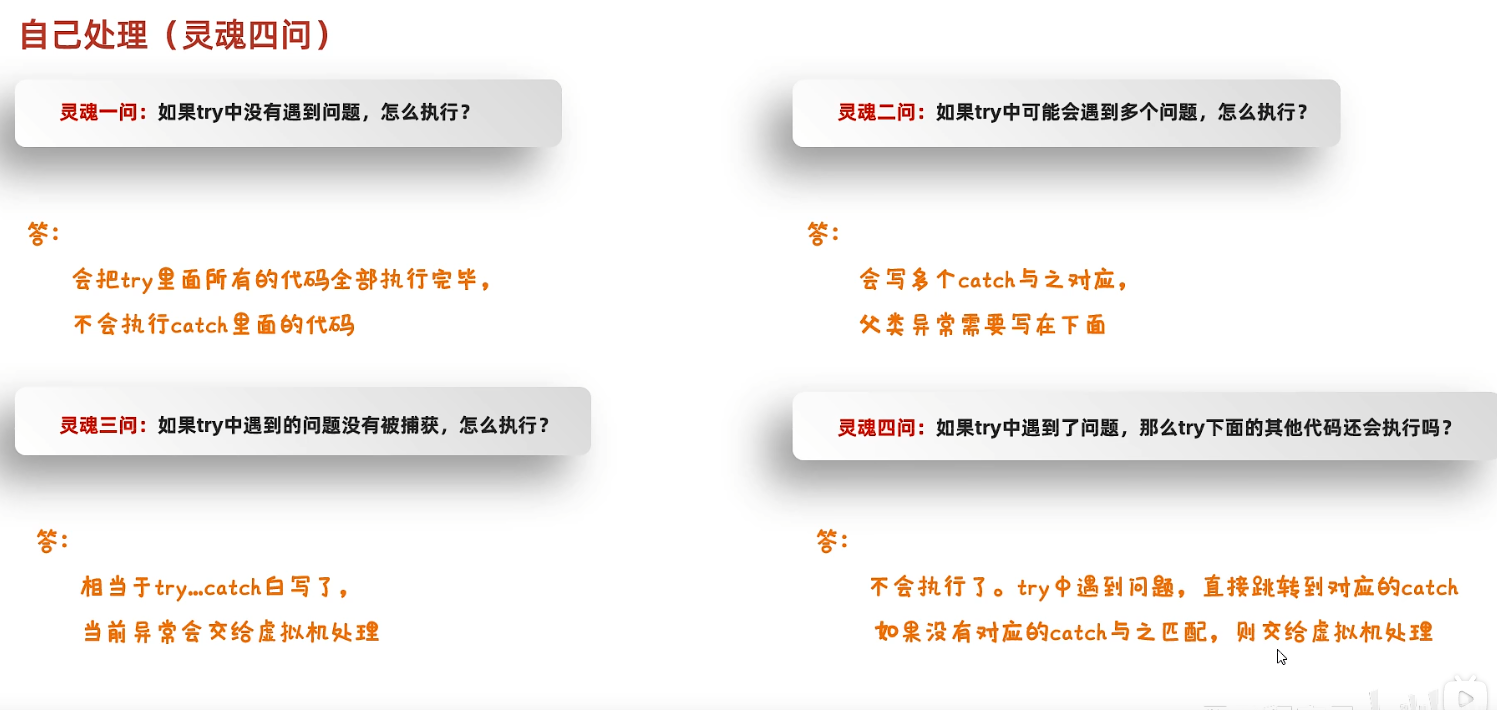 自己处理（灵魂四问）
灵魂一问：如果try中没有遇到问题，怎么执行？
答：
会把try里面所有的代码全部执行完毕，
不会执行catch里面的代码
灵魂二问：如果try中可能会遇到多个问题，怎么执行？
答：
会写多个catch与之对应，
父类异常需要写在下面
灵魂三问：如果try中遇到的问题没有被捕获，怎么执行？
答：
相当于try...catch白写了，
当前异常会交给虚拟机处理
灵魂四问：如果try中遇到了问题，那么try下面的其他代码还会执行吗？
答：
不会执行了。try中遇到问题，直接跳转到对应的catch
如果没有对应的catch与之匹配，则交给虚拟机处理